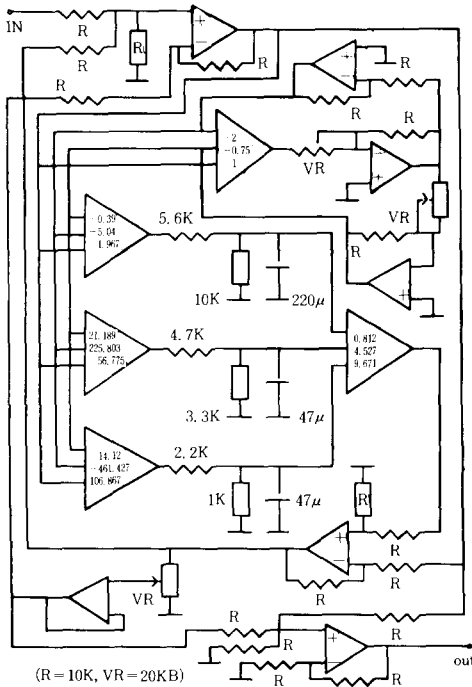 IN
R
R
R
R
R
R
-2
-0.75
1
R
VR
VR
R
-0.39
-5.04
1.967
5.6K
10K
220μ
21.189
225.803
56.775
4.7K
3.3K
47μ
0.812
4.527
9.671
14.12
-461.427
106.867
2.2K
1K
47μ
R
R
R
R
VR
R
R
R
R
R
out
(R=10K, VR=20KB)